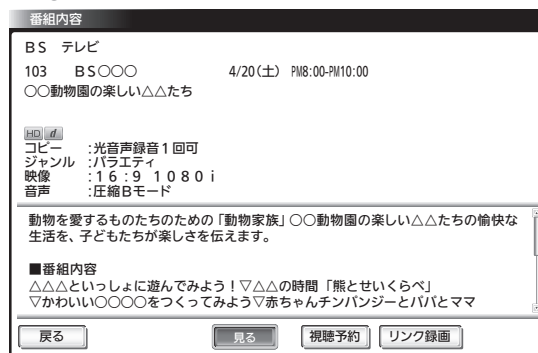 番組内容
BS テレビ
103 BS○○○ 4/20(土) PM8:00-PM10:00
○○動物園の楽しい△△たち
HD d
コピー :光音声録音1回可
ジャンル :バラエティ
映像 :16:9 1080i
音声 :圧縮Bモード
動物を愛するものたちのための「動物家族」○○動物園の楽しい△△たちの愉快な
生活を、子どもたちが楽しさを伝えます。
■番組内容
△△△といっしょに遊んでみよう!▽△△の時間「熊とせいくらべ」
▽かわいい○○○○をつくってみよう▽赤ちゃんチンパンジーとパパとママ
戻る 見る 視聴予約 リンク録画